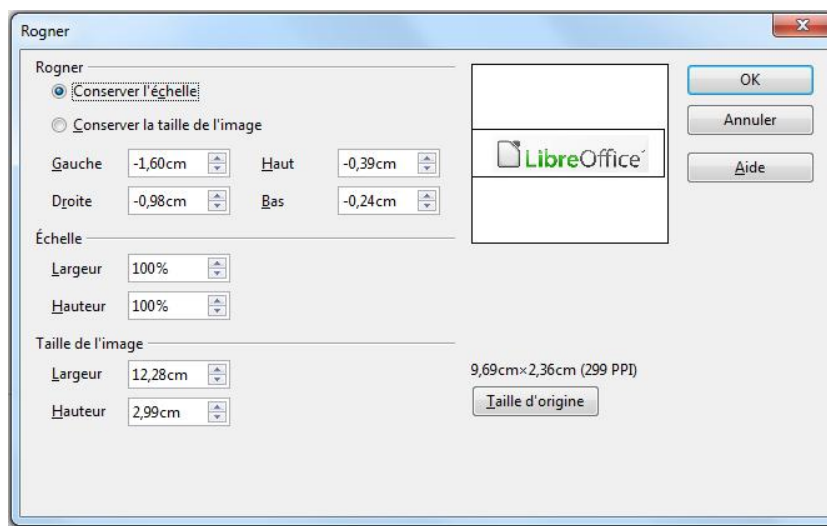 Rogner
Rogner
Conserver l'échelle
Conserver la taille de l'image
Gauche -1,60cm Haut -0,39cm
Droite -0,98cm Bas -0,24cm
Échelle
Largeur 100%
Hauteur 100%
Taille de l'image
Largeur 12,28cm
Hauteur 2,99cm
LibreOffice
9,69cm×2,36cm (299 PPI)
Taille d'origine
OK
Annuler
Aide